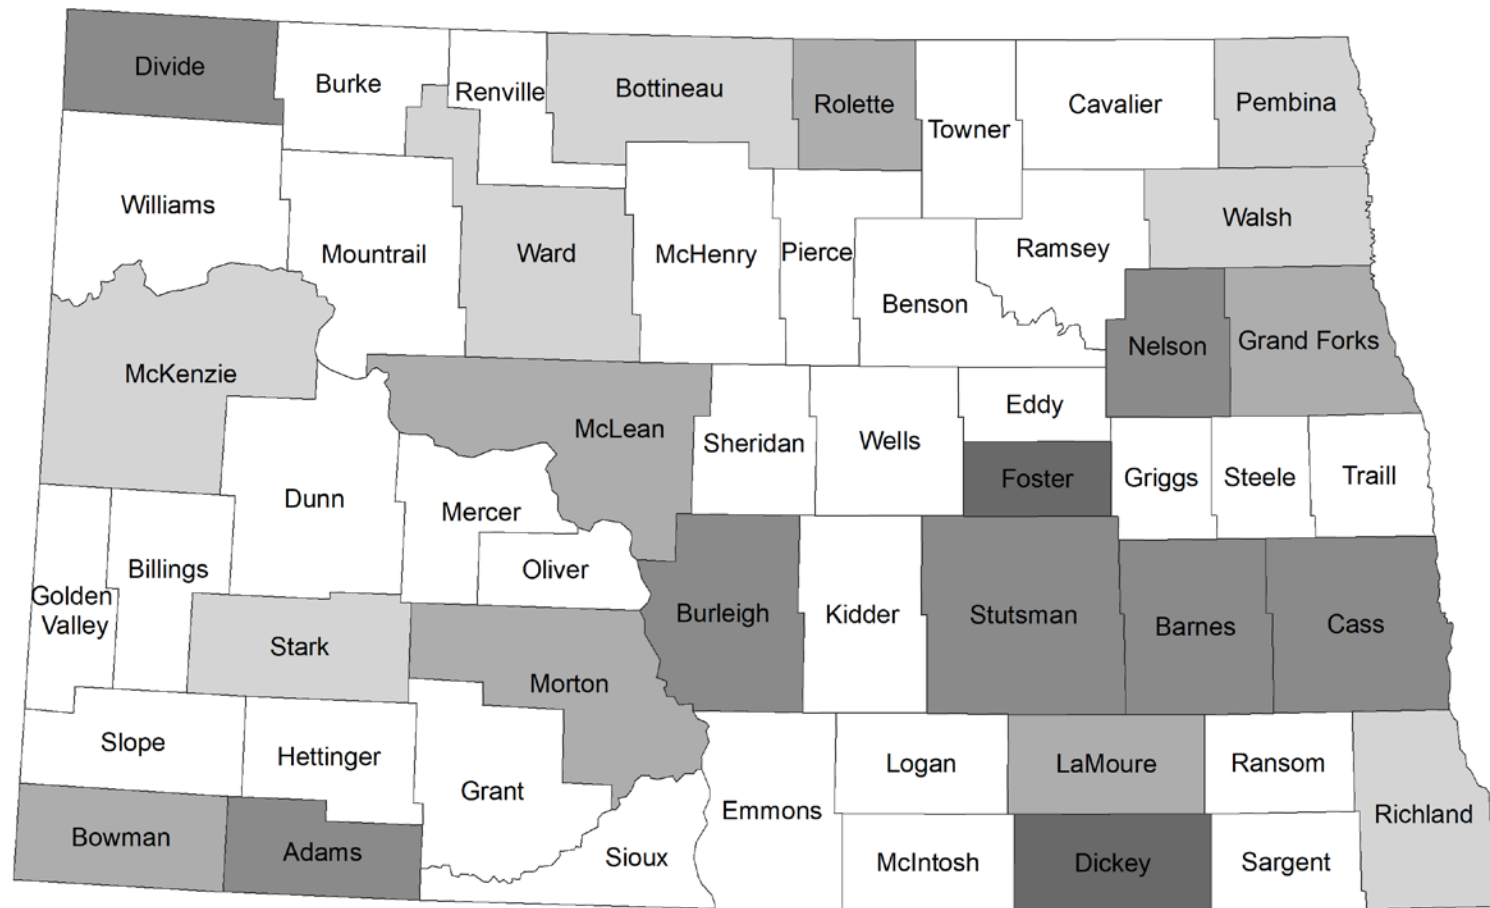 Divide
Burke
Renville
Bottineau
Rolette
Towner
Cavalier
Pembina
Williams
Mountrail
Ward
McHenry
Pierce
Benson
Ramsey
Walsh
McKenzie
Nelson
Grand Forks
McLean
Sheridan
Wells
Eddy
Foster
Griggs
Steele
Traill
Dunn
Mercer
Oliver
Billings
Golden
Valley
Stark
Morton
Burleigh
Kidder
Stutsman
Barnes
Cass
Slope
Hettinger
Grant
Emmons
Logan
LaMoure
Ransom
Richland
Bowman
Adams
Sioux
McIntosh
Dickey
Sargent